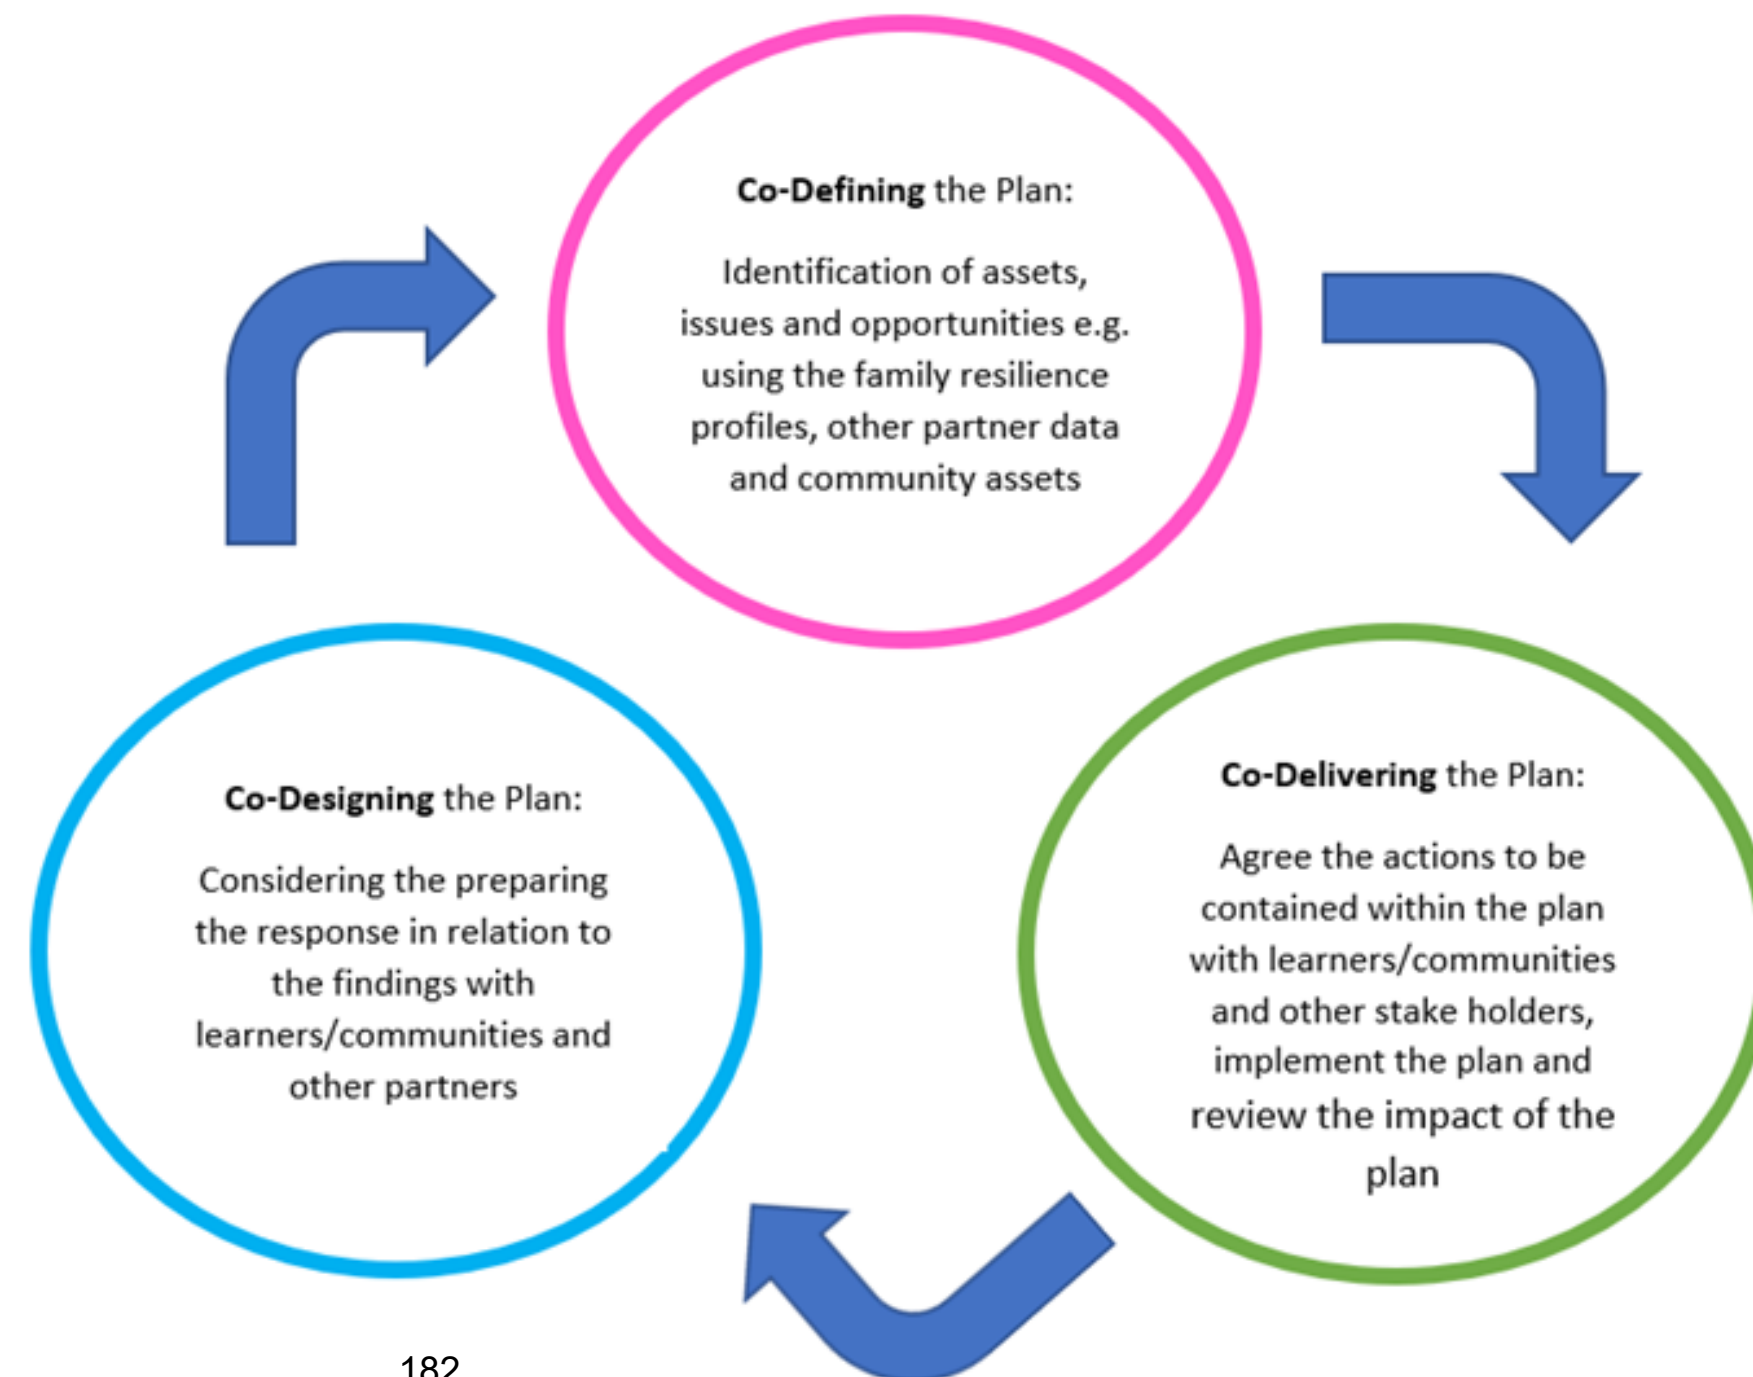 Co-Defining the Plan:
Identification of assets,
issues and opportunities e.g.
using the family resilience
profiles, other partner data
and community assets
Co-Designing the Plan:
Considering the preparing
the response in relation to
the findings with
learners/communities and
other partners
Co-Delivering the Plan:
Agree the actions to be
contained within the plan
with learners/communities
and other stake holders,
implement the plan and
review the impact of the
plan
182